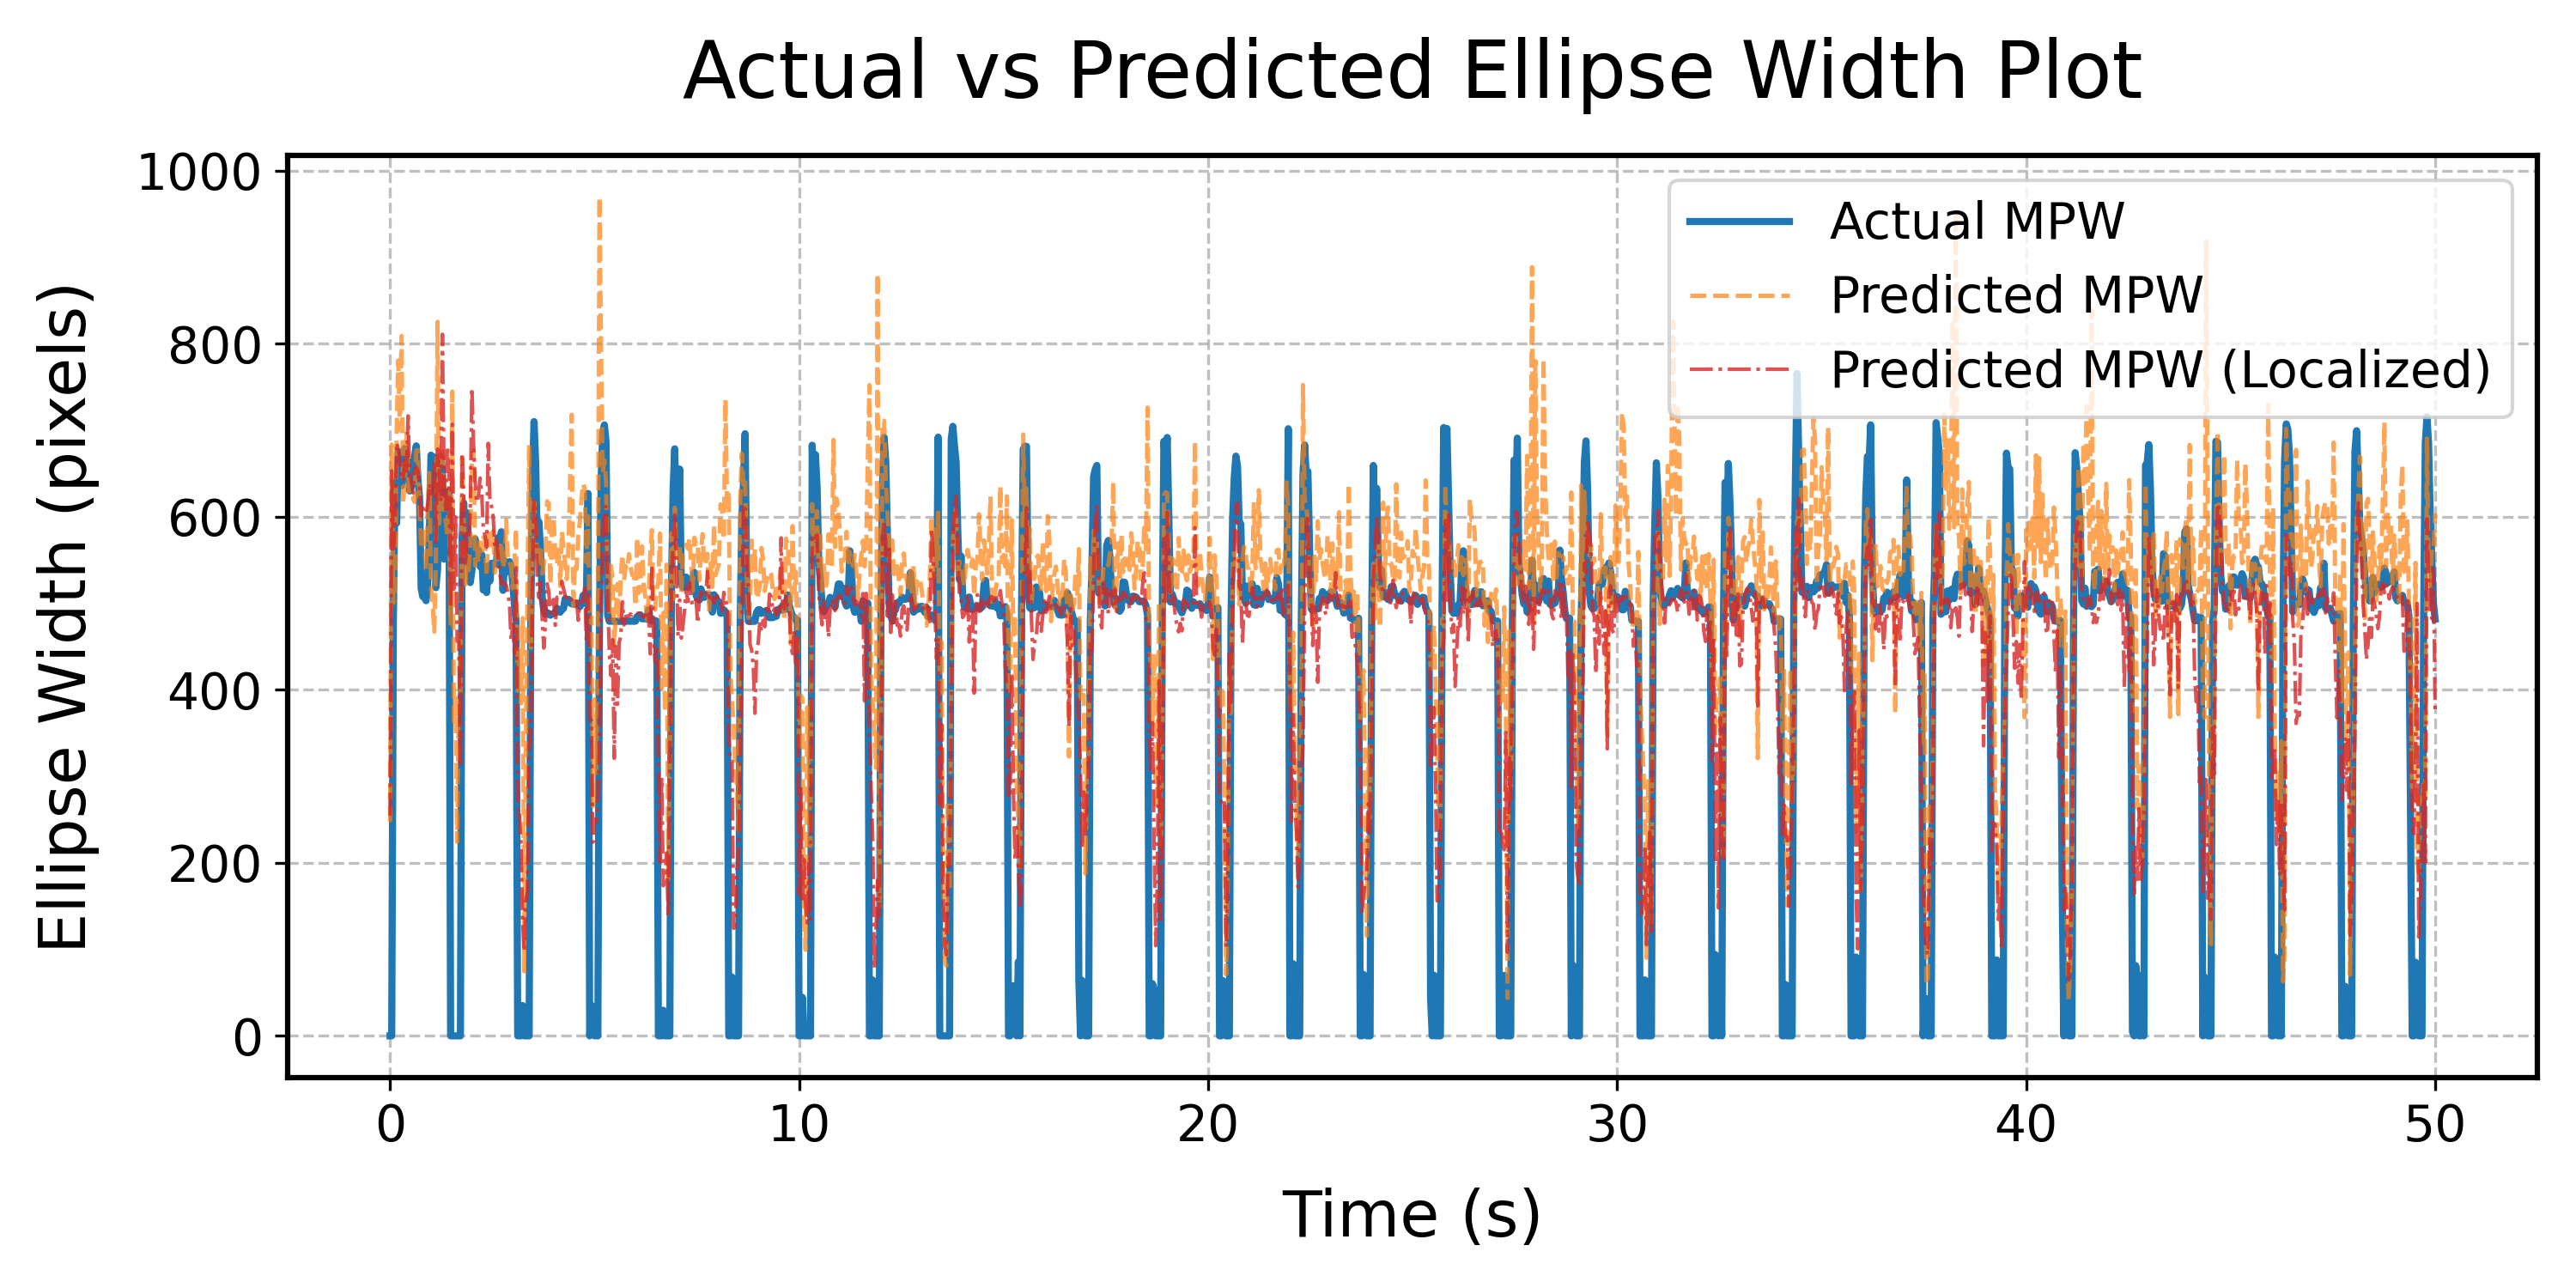 Actual vs Predicted Ellipse Width Plot
Ellipse Width (pixels)
1000
800
600
400
200
0
Actual MPW
Predicted MPW
Predicted MPW (Localized)
0 10 20 30 40 50
Time (s)